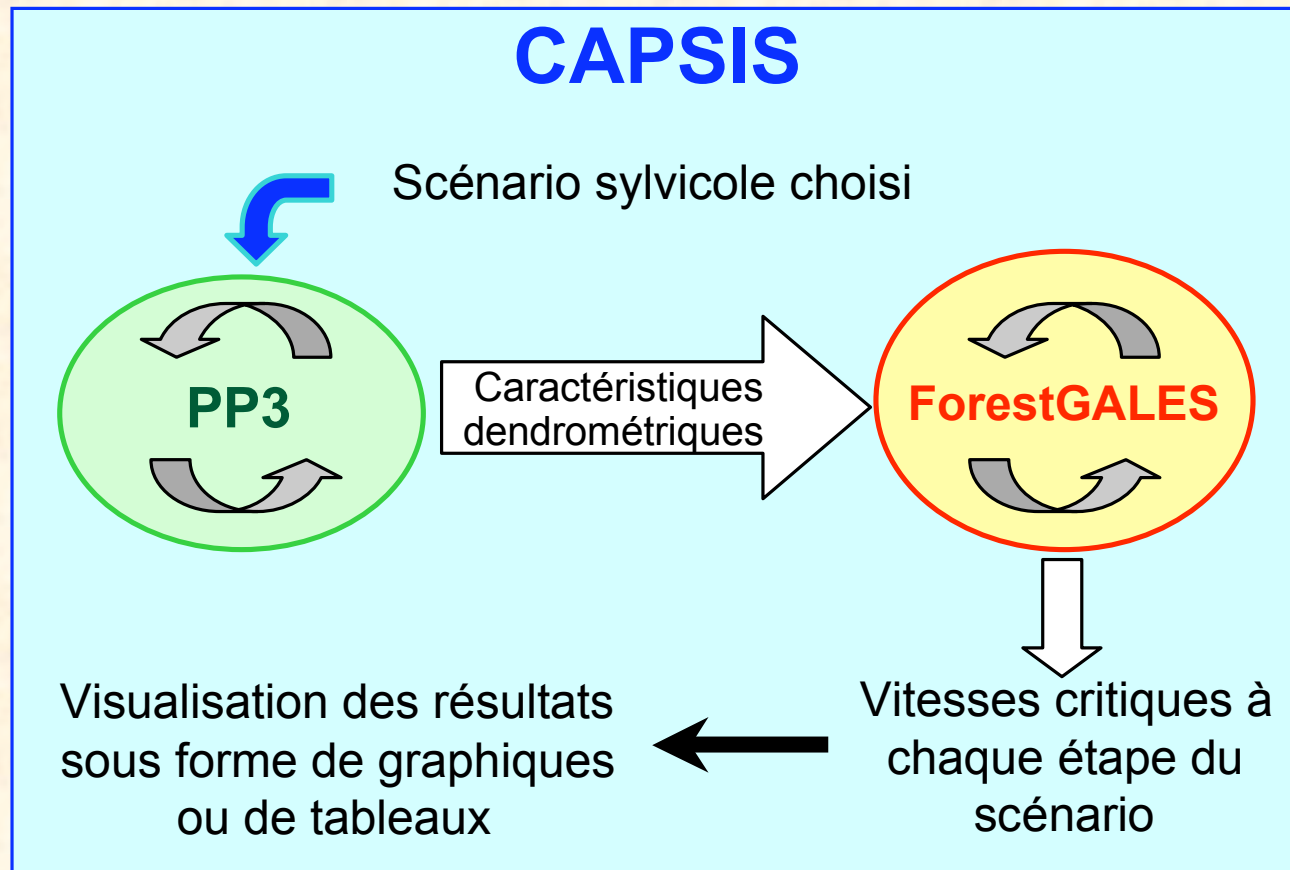 CAPSIS
Scénario sylvicole choisi
PP3
Caractéristiques
dendrométriques
ForestGALES
Vitesses critiques à
chaque étape du
scénario
Visualisation des résultats
sous forme de graphiques
ou de tableaux